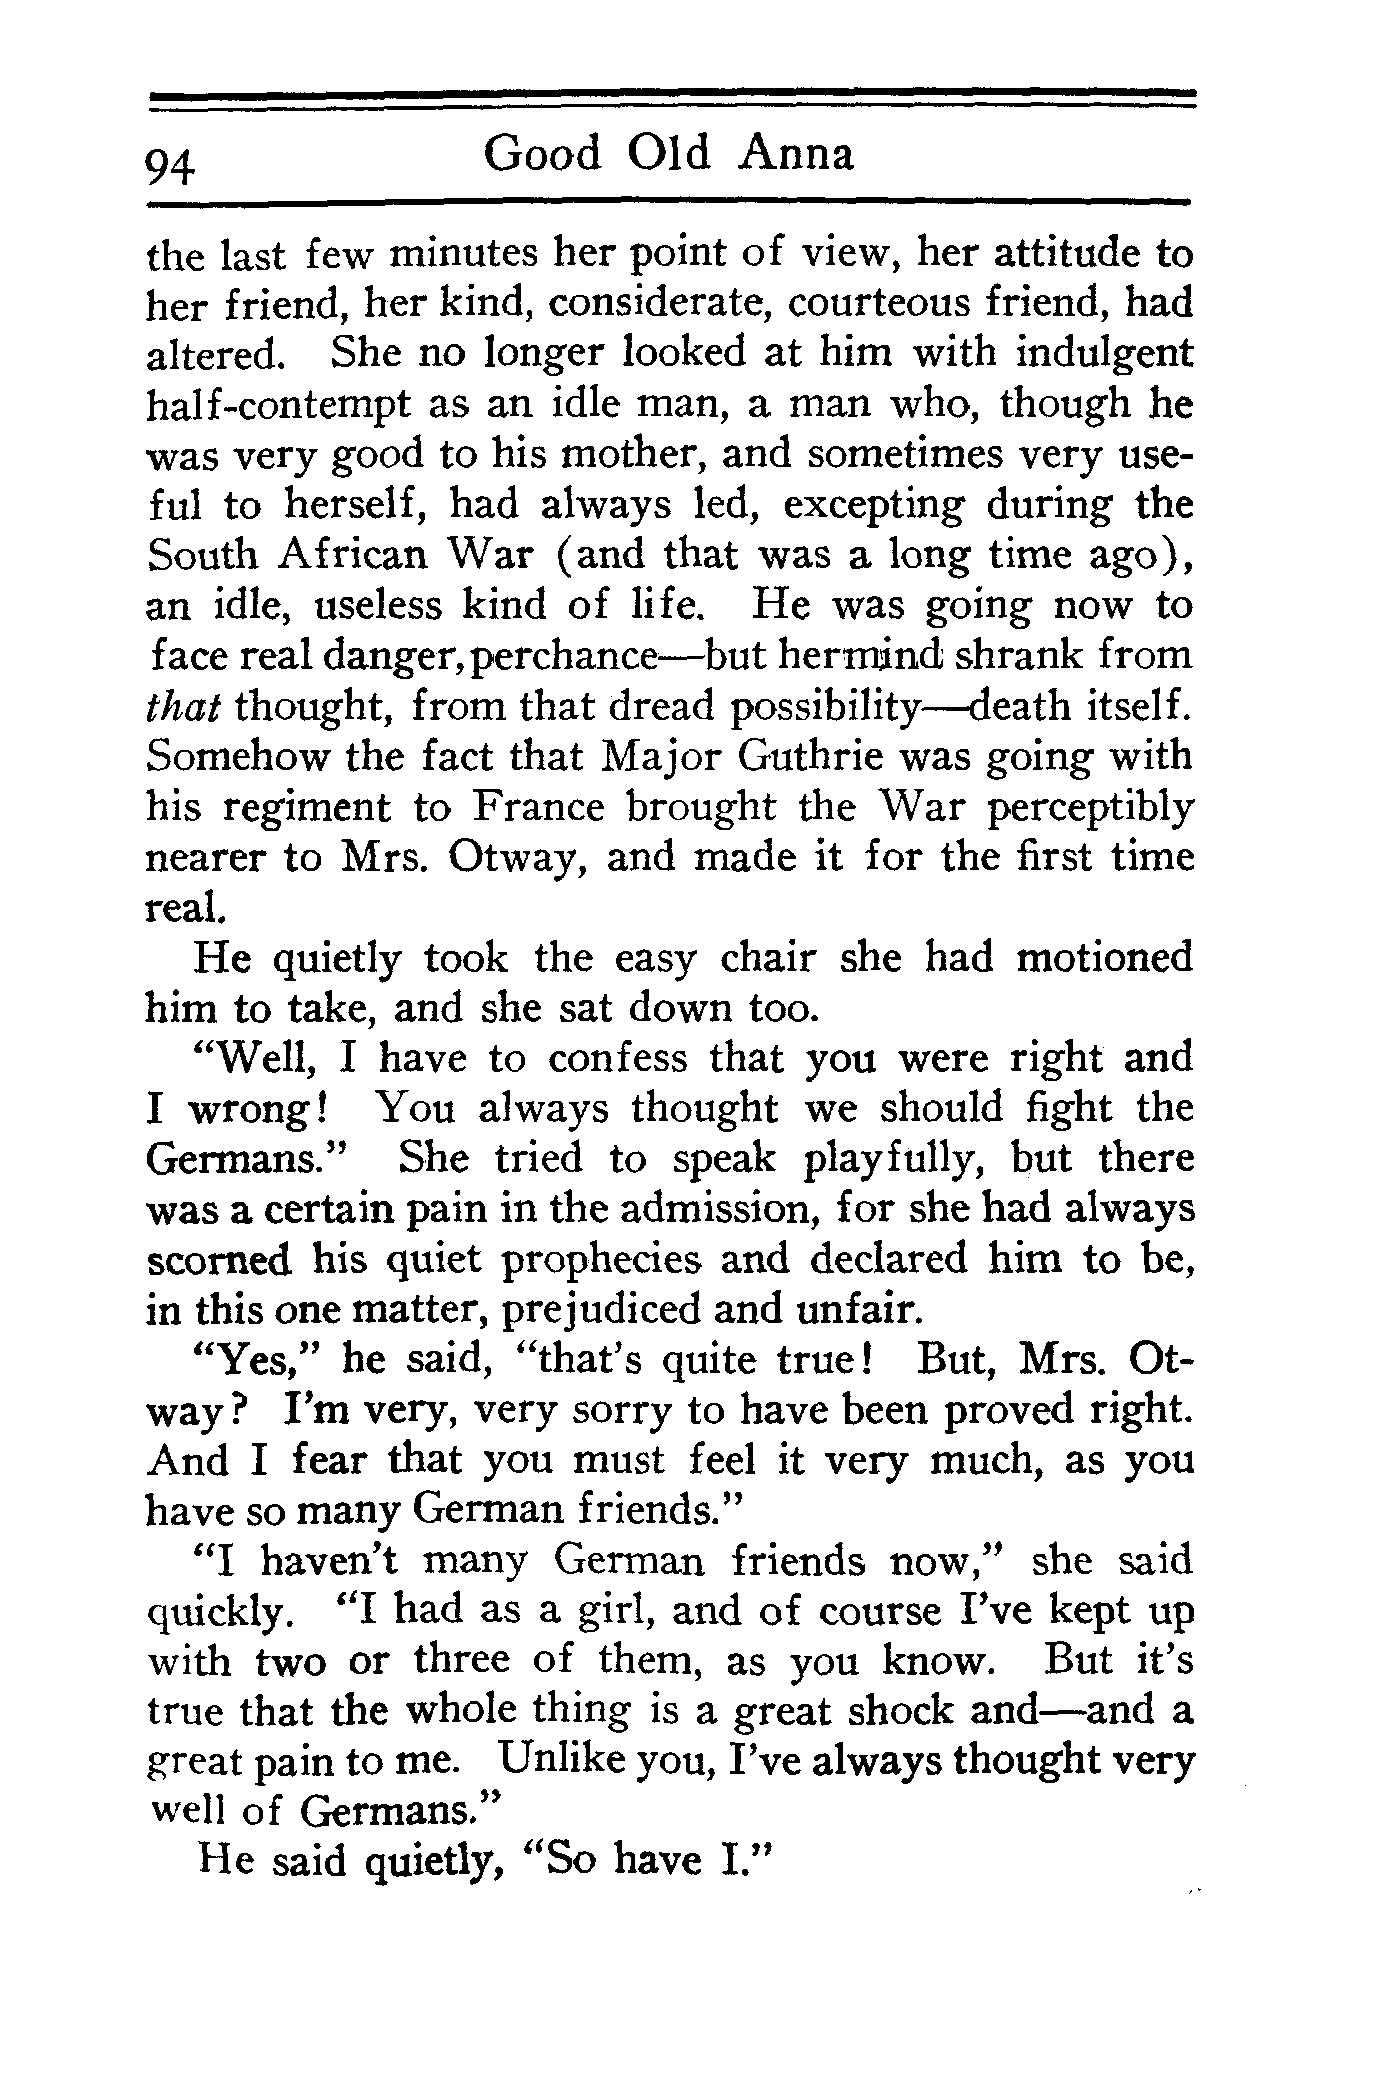 94 Good Old Anna
the last few minutes her point of view, her attitude to
her friend, her kind, considerate, courteous friend, had
altered. She no longer looked at him with indulgent
half-contempt as an idle man, a man who, though he
was very good to his mother, and sometimes very use-
ful to herself, had always led, excepting during the
South African War (and that was a long time ago),
an idle, useless kind of life. He was going now to
face real danger, perchance—but her mind shrank from
that thought, from that dread possibility—death itself.
Somehow the fact that Major Guthrie was going with
his regiment to France brought the War perceptibly
nearer to Mrs. Otway, and made it for the first time
real.
He quietly took the easy chair she had motioned
him to take, and she sat down too.
“Well, I have to confess that you were right and
I wrong! You always thought we should fight the
Germans.” She tried to speak playfully, but there
was a certain pain in the admission, for she had always
scorned his quiet prophecies and declared him to be,
in this one matter, prejudiced and unfair.
“Yes,” he said, “that’s quite true! But, Mrs. Ot-
way? I’m very, very sorry to have been proved right.
And I fear that you must feel it very much, as you
have so many German friends.”
“I haven’t many German friends now,” she said
quickly. “I had as a girl, and of course I’ve kept up
with two or three of them, as you know. But it’s
true that the whole thing is a great shock and—and a
great pain to me. Unlike you, I’ve always thought very
well of Germans.”
He said quietly, “So have I.”